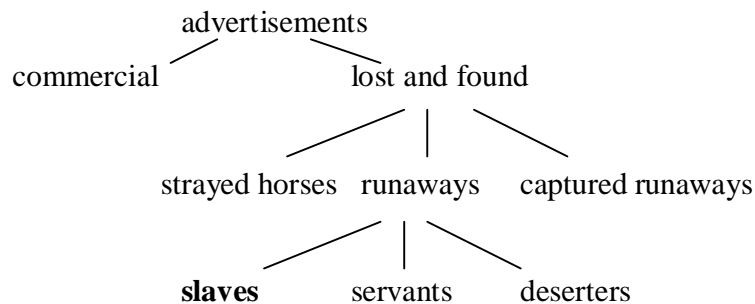 advertisements
commercial lost and found
strayed horses runaways captured runaways
slaves servants deserters